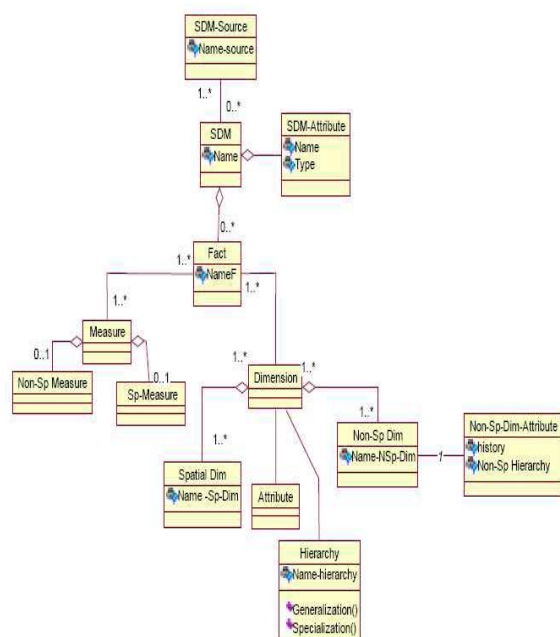 SDM-Source
Name-source
1..*
0..*
SDM
Name
SDM-Attribute
Name
Type
0..*
Fact
NameF
1..*
1..*
1..*
Measure
0..1
0..1
Non-Sp Measure
Sp-Measure
1..*
1..*
Dimension
1..*
1..*
Spatial Dim
Name -Sp-Dim
Attribute
Non-Sp Dim
Name-NSp-Dim
1
Non-Sp-Dim-Attribute
history
Non-Sp Hierarchy
Hierarchy
Name-hierarchy
Generalization()
Specialization()